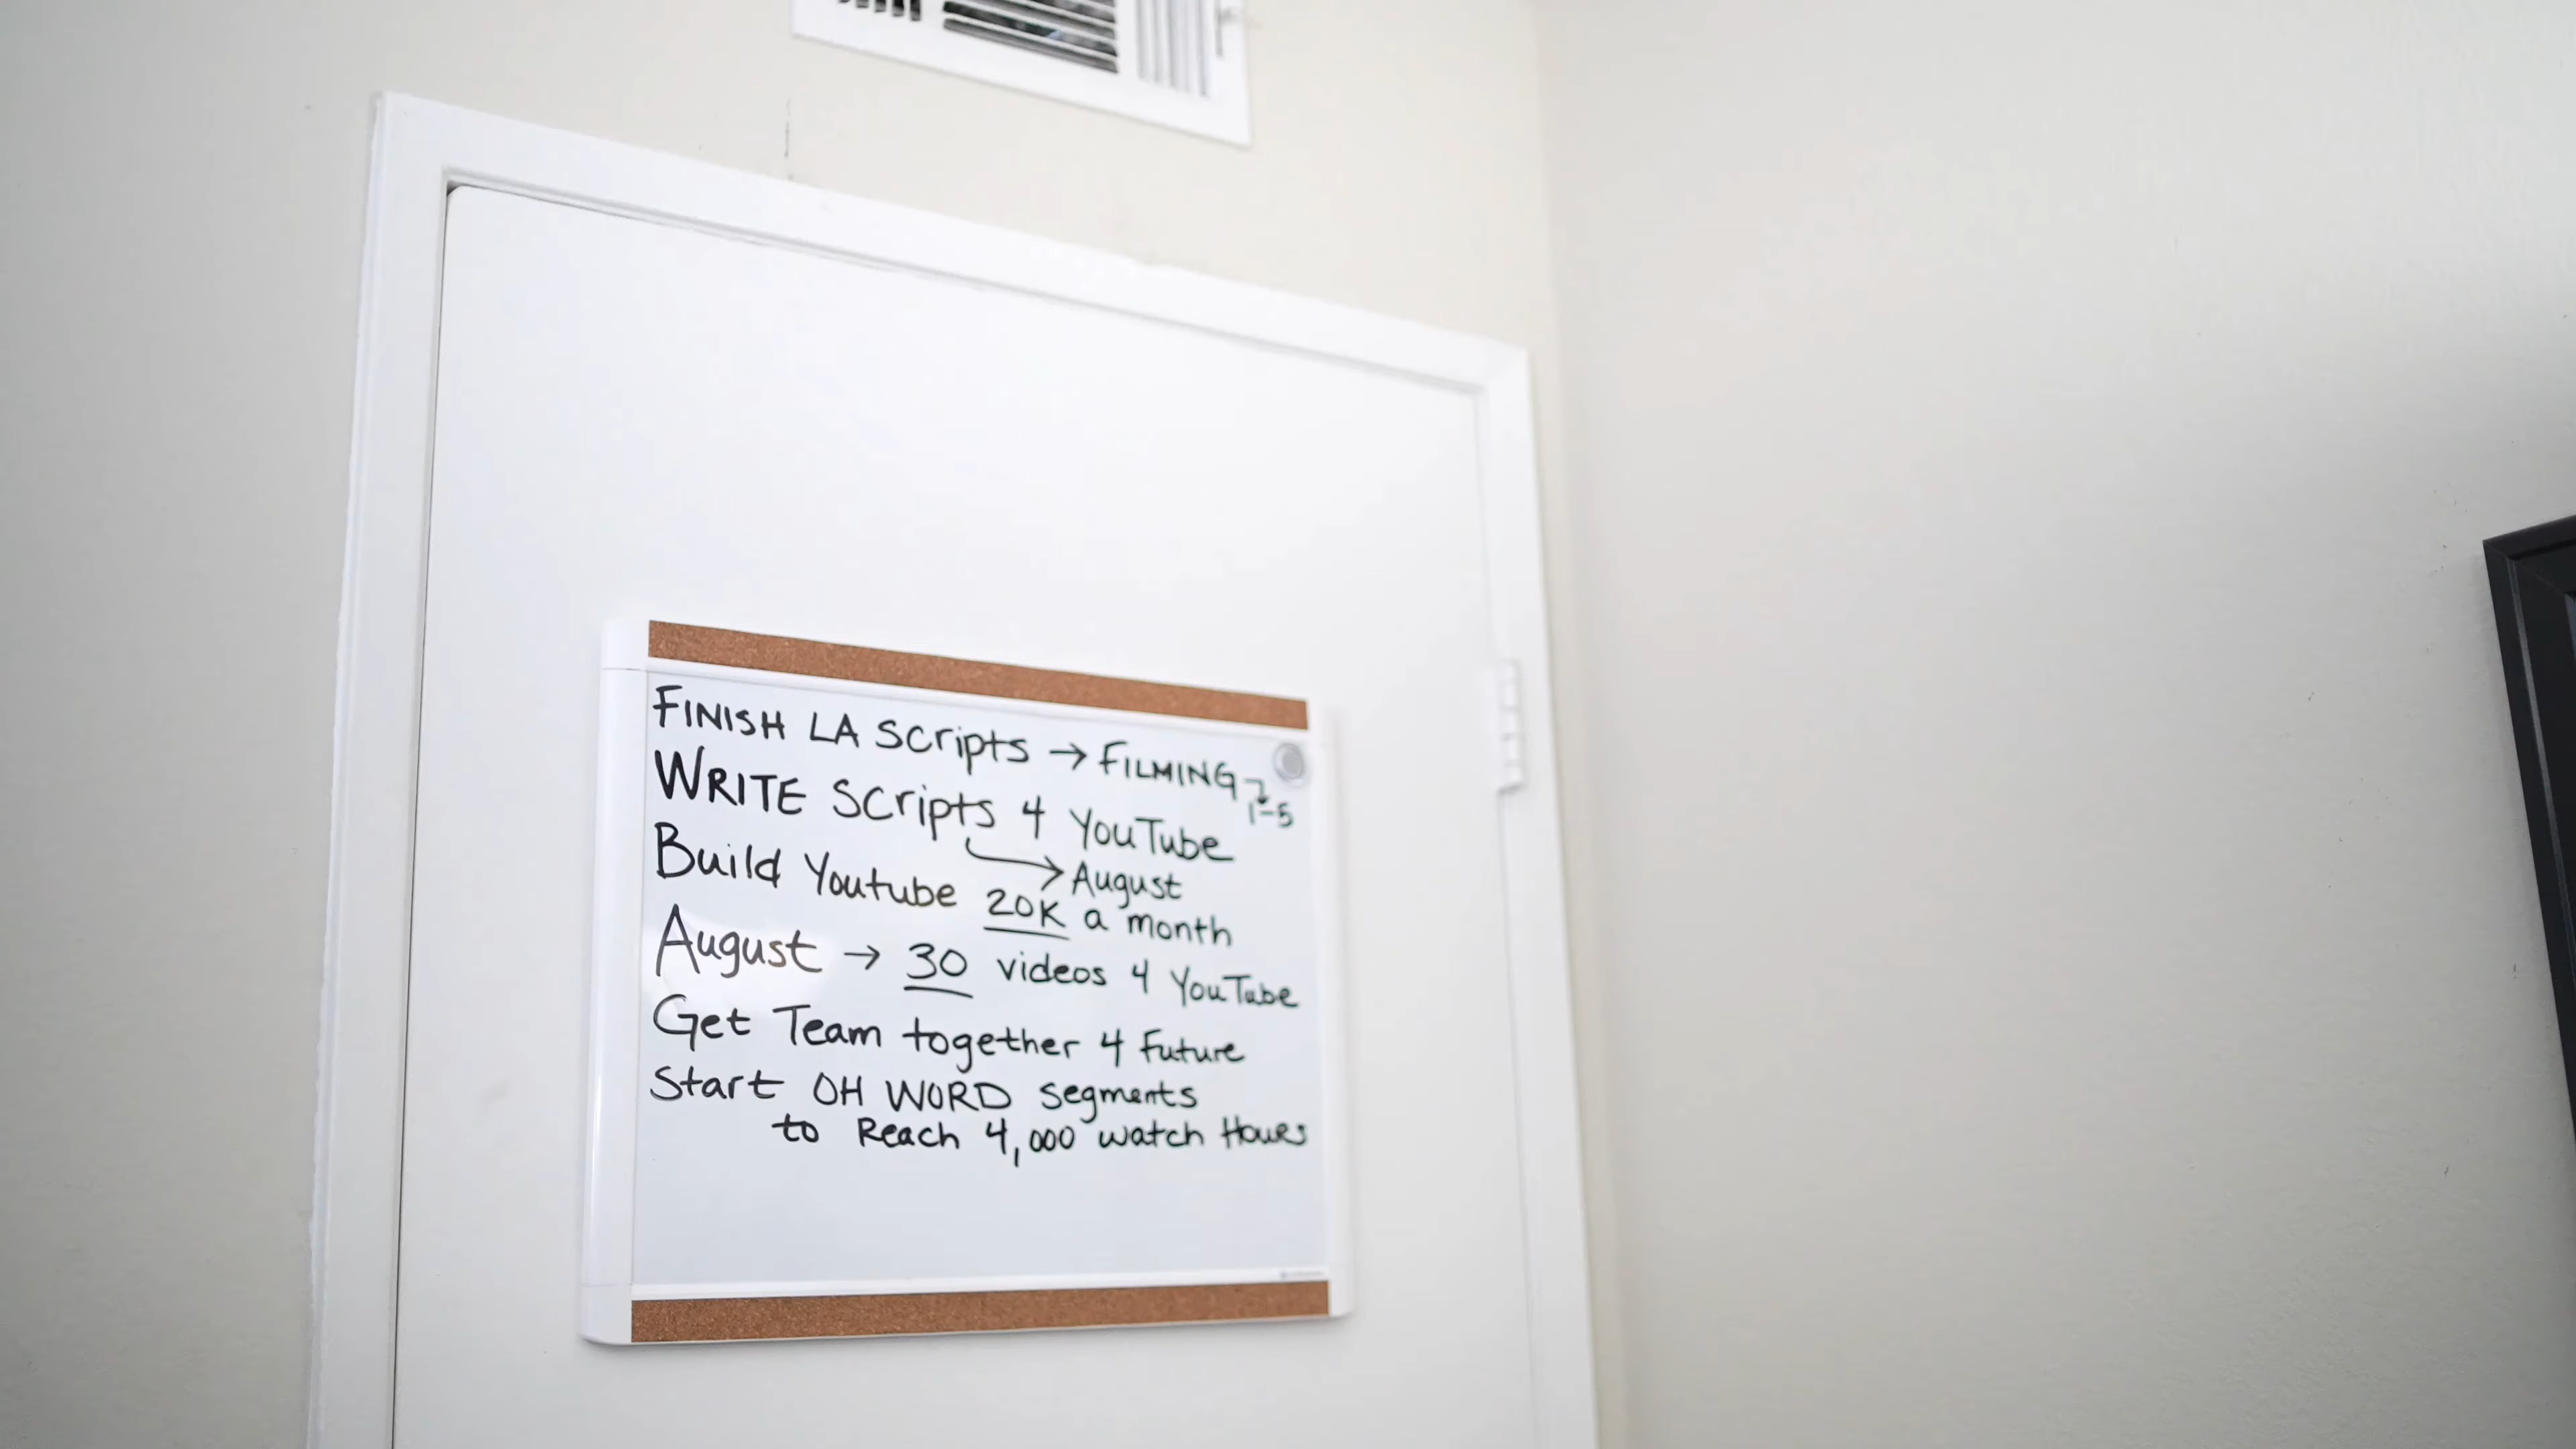 FINISH LA Scripts → FILMING
1-5
WRITE Scripts 4 YouTube
August
Build Youtube 20K a month
August → 30 videos 4 YouTube
Get Team together 4 Future
Start OH WORD segments
to Reach 4,000 watch Hours